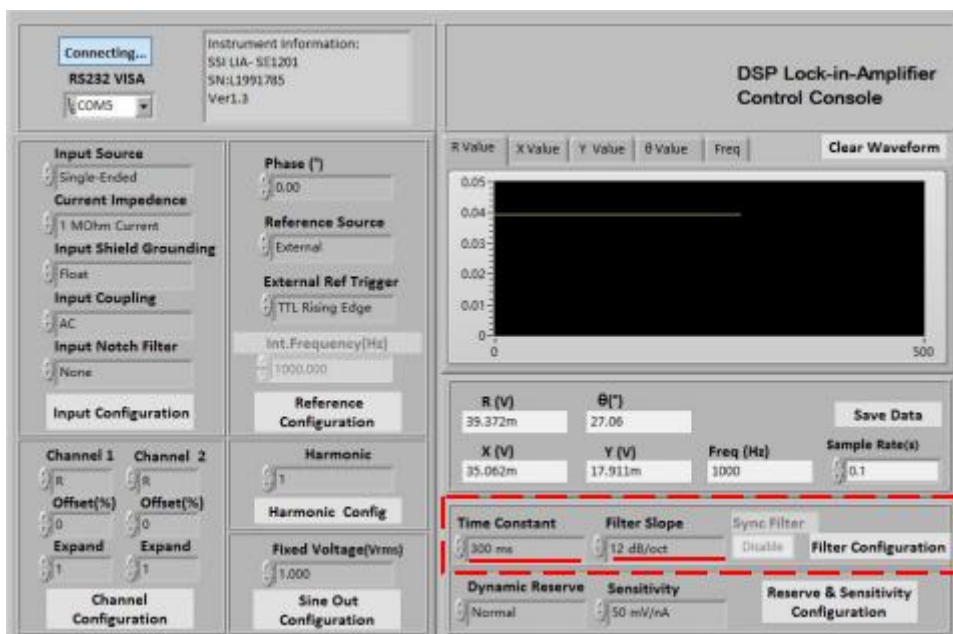 Connecting...
RS232 VISA
COM5
Instrument Information:
SSI LIA- SE1201
SN:L1991785
Ver1.3
DSP Lock-in-Amplifier
Control Console
Input Source
Single-Ended
Current Impedance
1 MOhm Current
Input Shield Grounding
Float
Input Coupling
AC
Input Notch Filter
None
Input Configuration
Phase (°)
0.00
Reference Source
External
External Ref Trigger
TTL Rising Edge
Int.Frequency(Hz)
1000.000
Reference
Configuration
R Value X Value Y Value θ Value Freq Clear Waveform
0.05
0.04
0.03
0.02
0.01
0
0 500
Channel 1 Channel 2
R R
Offset(%) Offset(%)
0 0
Expand Expand
1 1
Channel
Configuration
Harmonic
1
Harmonic Config
Fixed Voltage(Vrms)
1.000
Sine Out
Configuration
R (V) θ(°)
39.372m 27.06 Save Data
X (V) Y (V) Freq (Hz) Sample Rate(s)
35.062m 17.911m 1000 0.1
Time Constant Filter Slope Sync Filter
300 ms 12 dB/oct Disable Filter Configuration
Dynamic Reserve Sensitivity Reserve & Sensitivity
Normal 50 mV/nA Configuration